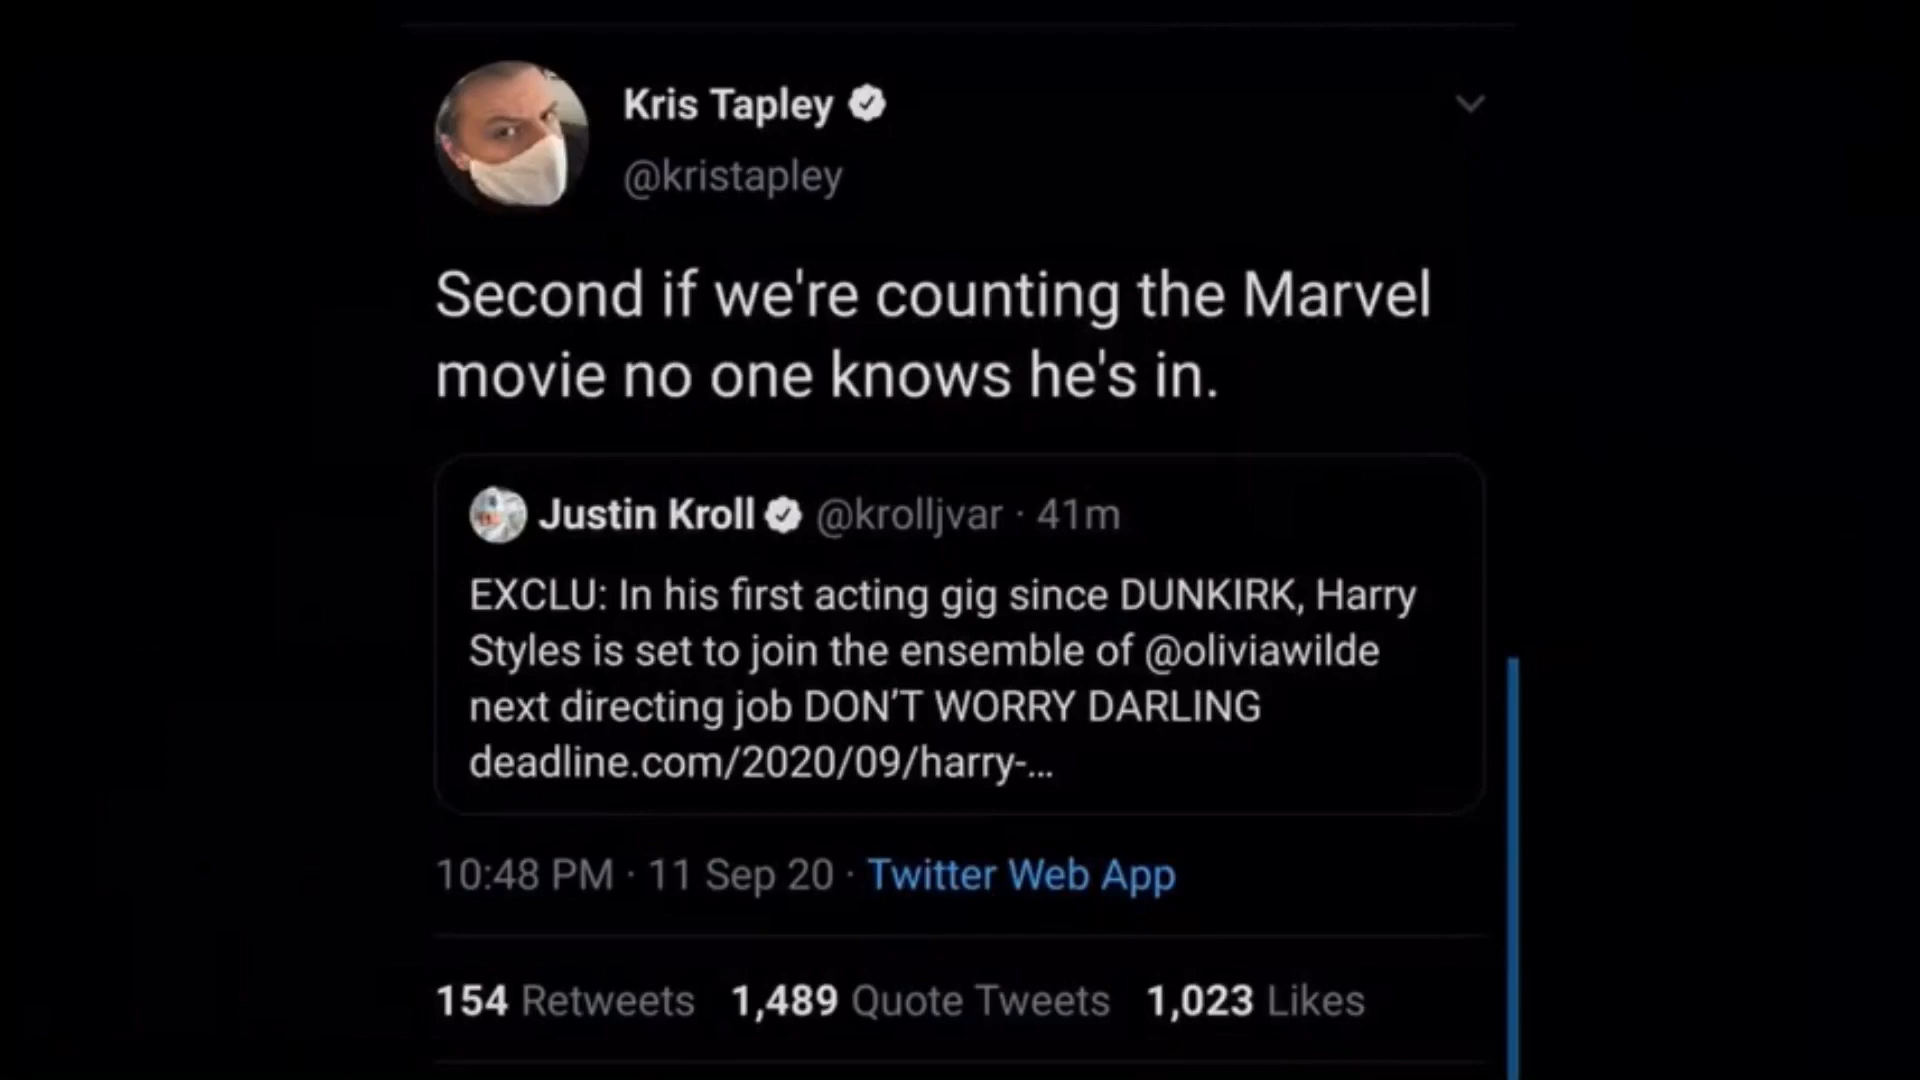 Kris Tapley
@kristapley
Second if we're counting the Marvel
movie no one knows he's in.
Justin Kroll @krolljvar · 41m
EXCLU: In his first acting gig since DUNKIRK, Harry
Styles is set to join the ensemble of @oliviawilde
next directing job DON’T WORRY DARLING
deadline.com/2020/09/harry-…
10:48 PM · 11 Sep 20 · Twitter Web App
154 Retweets 1,489 Quote Tweets 1,023 Likes